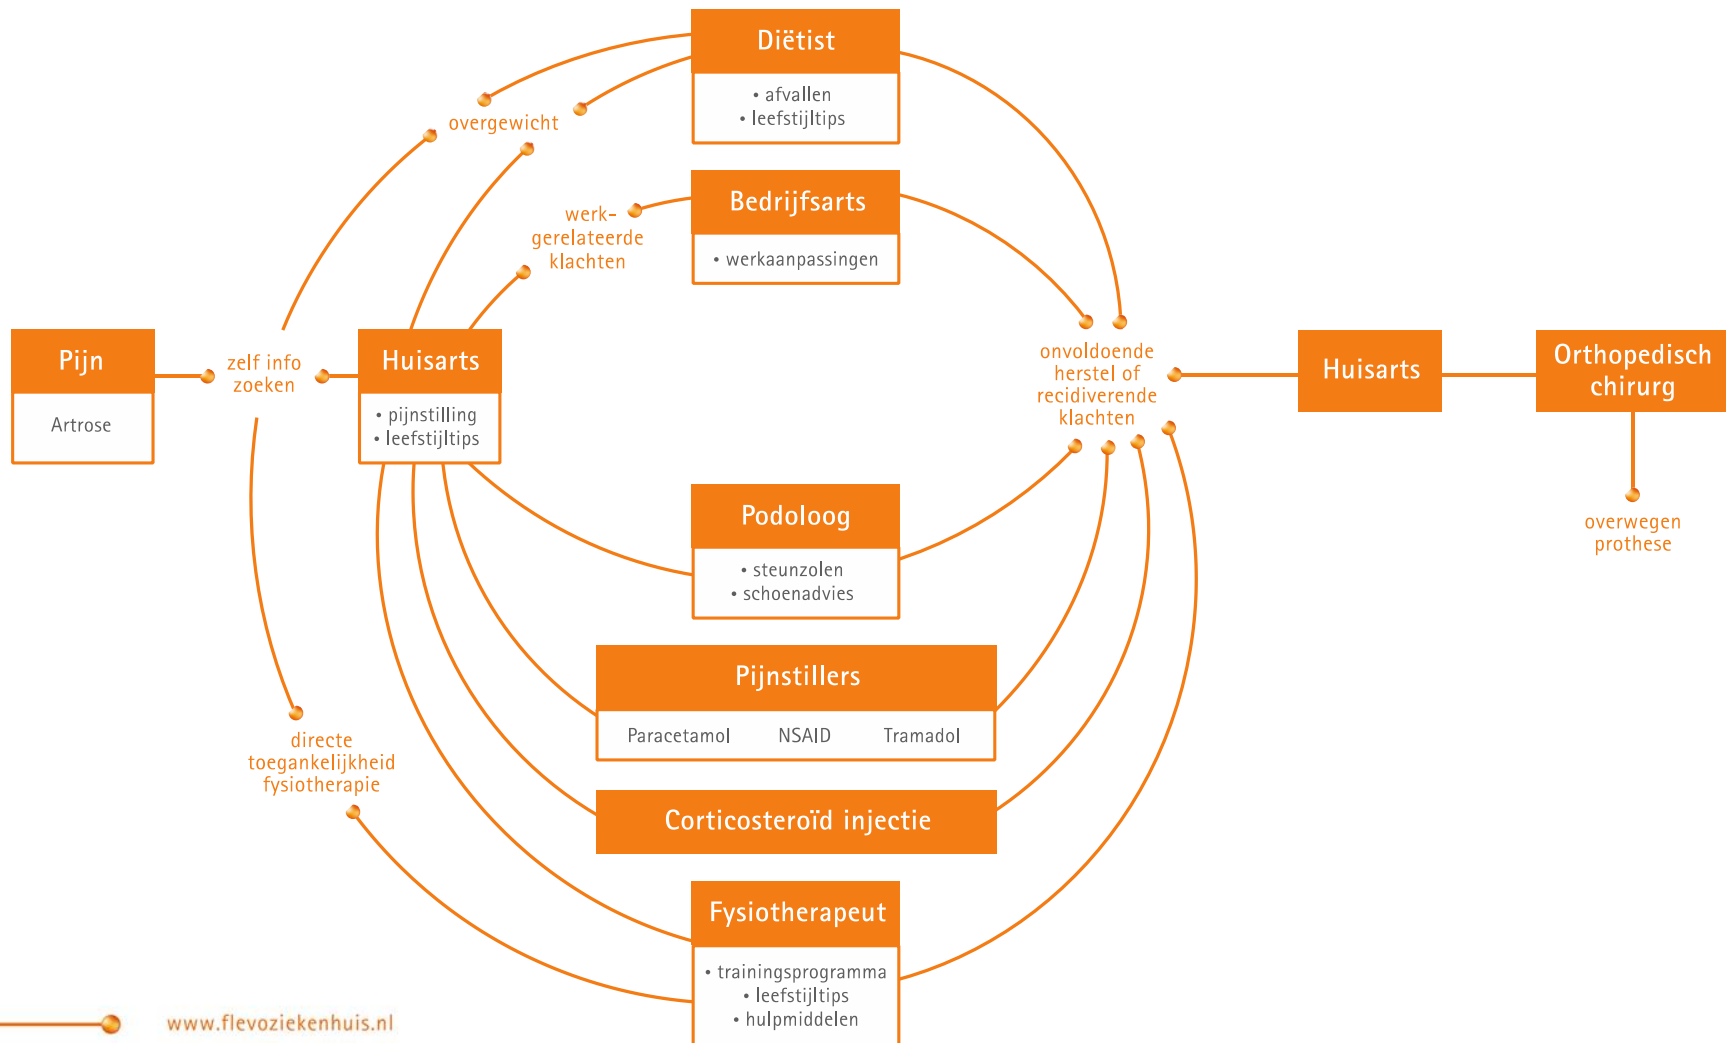 Diëtist
• afvallen
• leefstijltips
overgewicht
Bedrijfsarts
• werkaanpassingen
werk-
gerelateerde
klachten
Pijn
Artrose
zelf info
zoeken
Huisarts
• pijnstilling
• leefstijltips
onvoldoende
herstel of
recidiverende
klachten
Huisarts
Orthopedisch
chirurg
overwegen
prothese
Podoloog
• steunzolen
• schoenadvies
Pijnstillers
Paracetamol NSAID Tramadol
directe
toegankelijkheid
fysiotherapie
Corticosteroïd injectie
Fysiotherapeut
• trainingsprogramma
• leefstijltips
• hulpmiddelen
www.flevoziekenhuis.nl